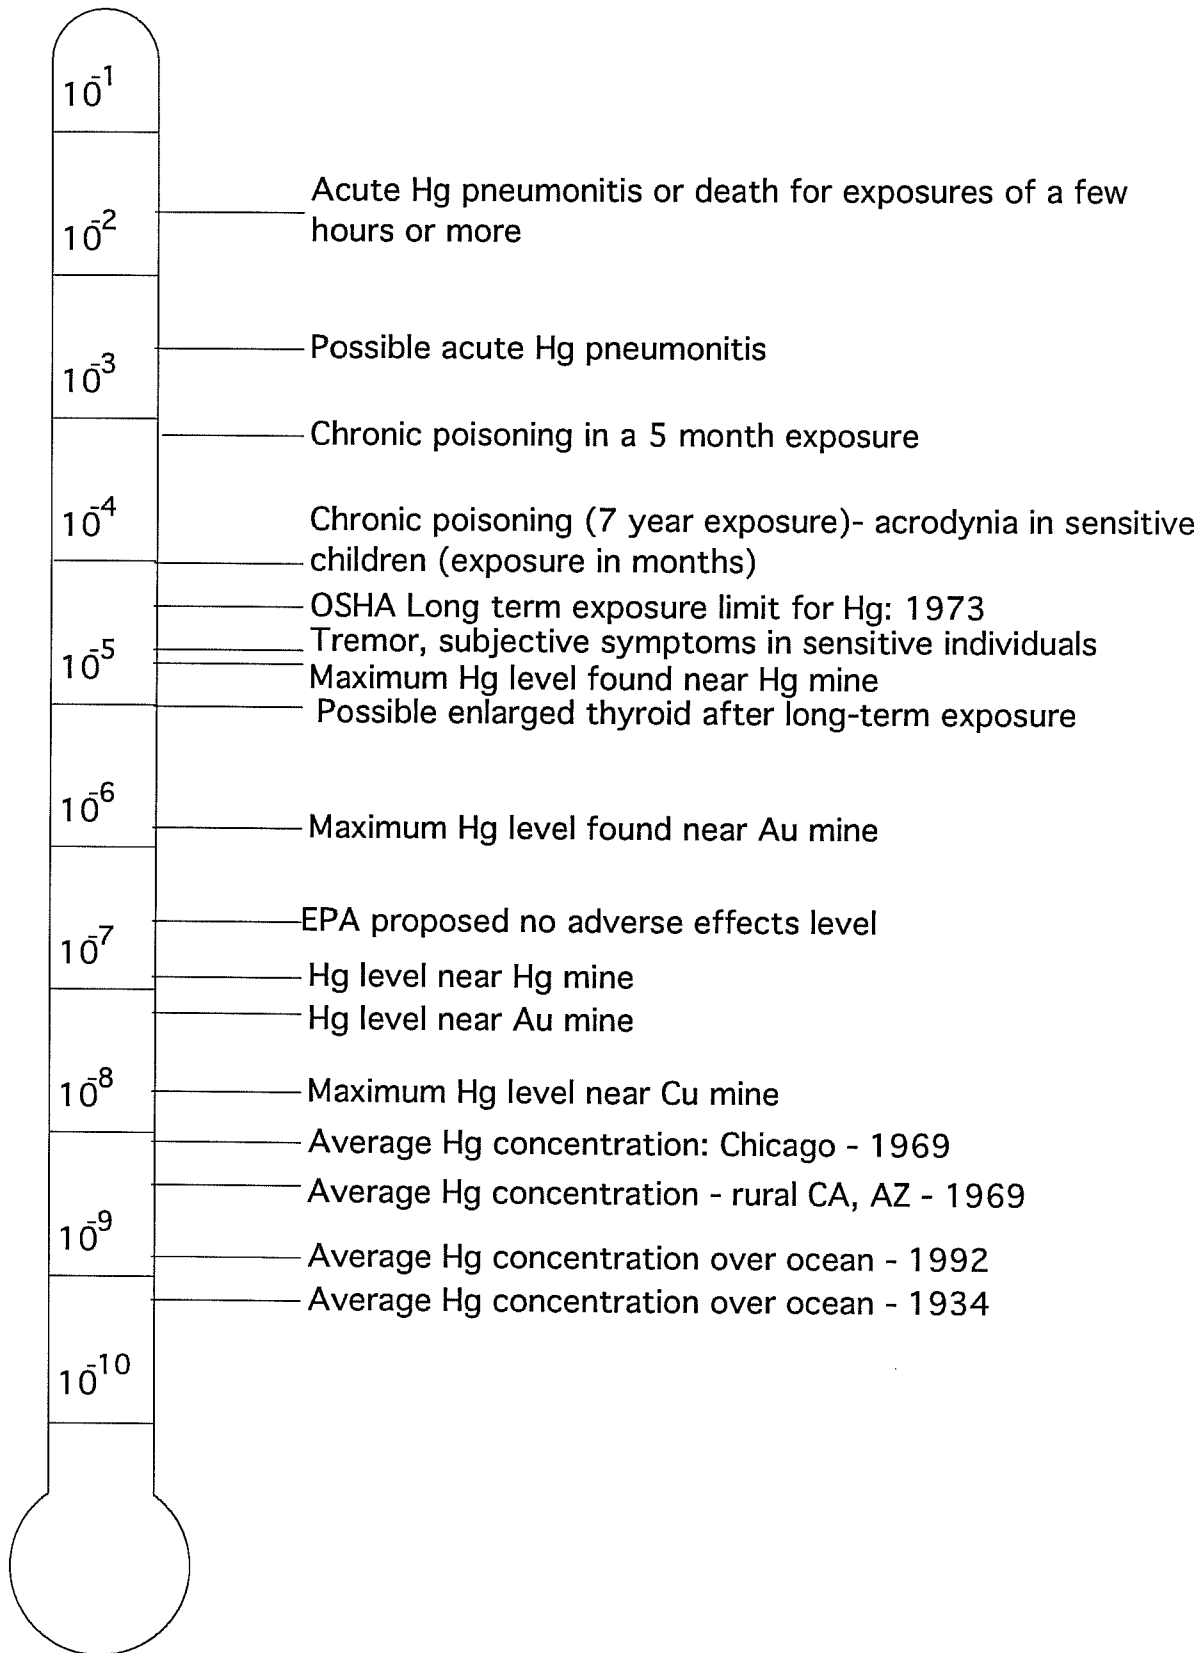 10⁻¹
Acute Hg pneumonitis or death for exposures of a few
hours or more
10⁻²
Possible acute Hg pneumonitis
10⁻³
Chronic poisoning in a 5 month exposure
10⁻⁴
Chronic poisoning (7 year exposure)- acrodynia in sensitive
children (exposure in months)
OSHA Long term exposure limit for Hg: 1973
Tremor, subjective symptoms in sensitive individuals
10⁻⁵
Maximum Hg level found near Hg mine
Possible enlarged thyroid after long-term exposure
10⁻⁶
Maximum Hg level found near Au mine
EPA proposed no adverse effects level
10⁻⁷
Hg level near Hg mine
Hg level near Au mine
10⁻⁸
Maximum Hg level near Cu mine
Average Hg concentration: Chicago - 1969
Average Hg concentration - rural CA, AZ - 1969
10⁻⁹
Average Hg concentration over ocean - 1992
Average Hg concentration over ocean - 1934
10⁻¹⁰